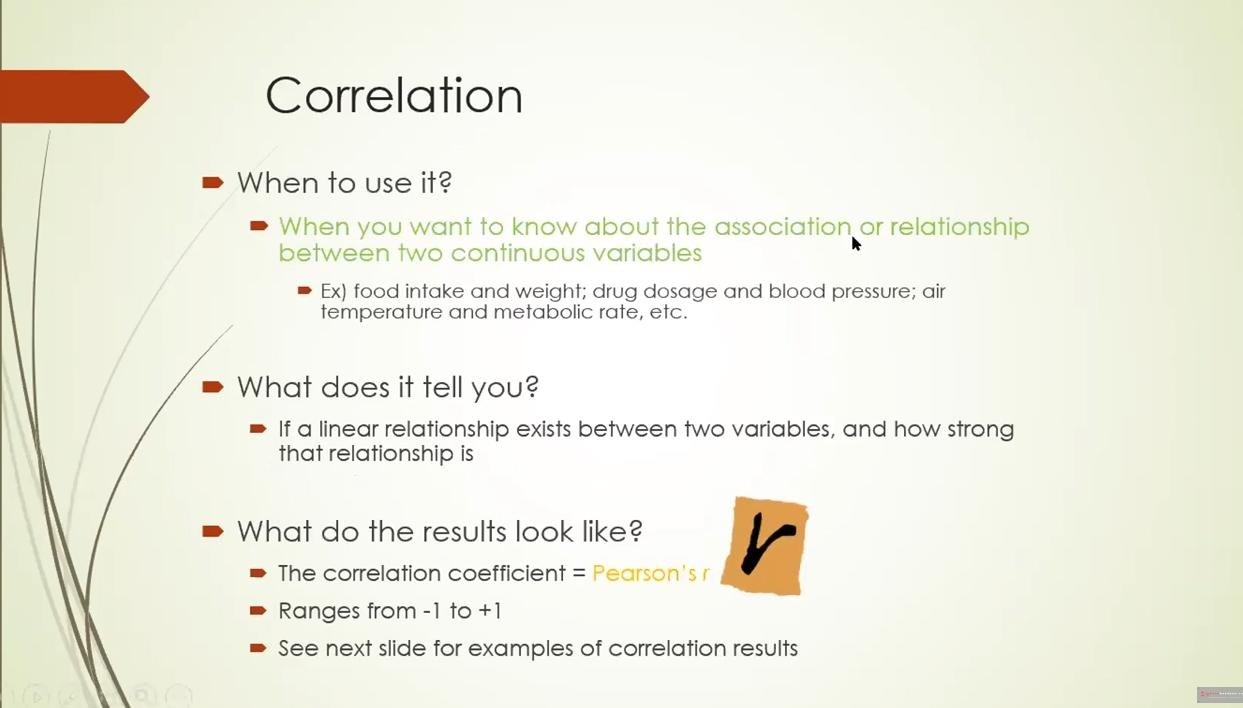 Correlation
When to use it?
When you want to know about the association or relationship
between two continuous variables
Ex) food intake and weight; drug dosage and blood pressure; air
temperature and metabolic rate, etc.
What does it tell you?
If a linear relationship exists between two variables, and how strong
that relationship is
What do the results look like?
r
The correlation coefficient = Pearson's r
Ranges from -1 to +1
See next slide for examples of correlation results